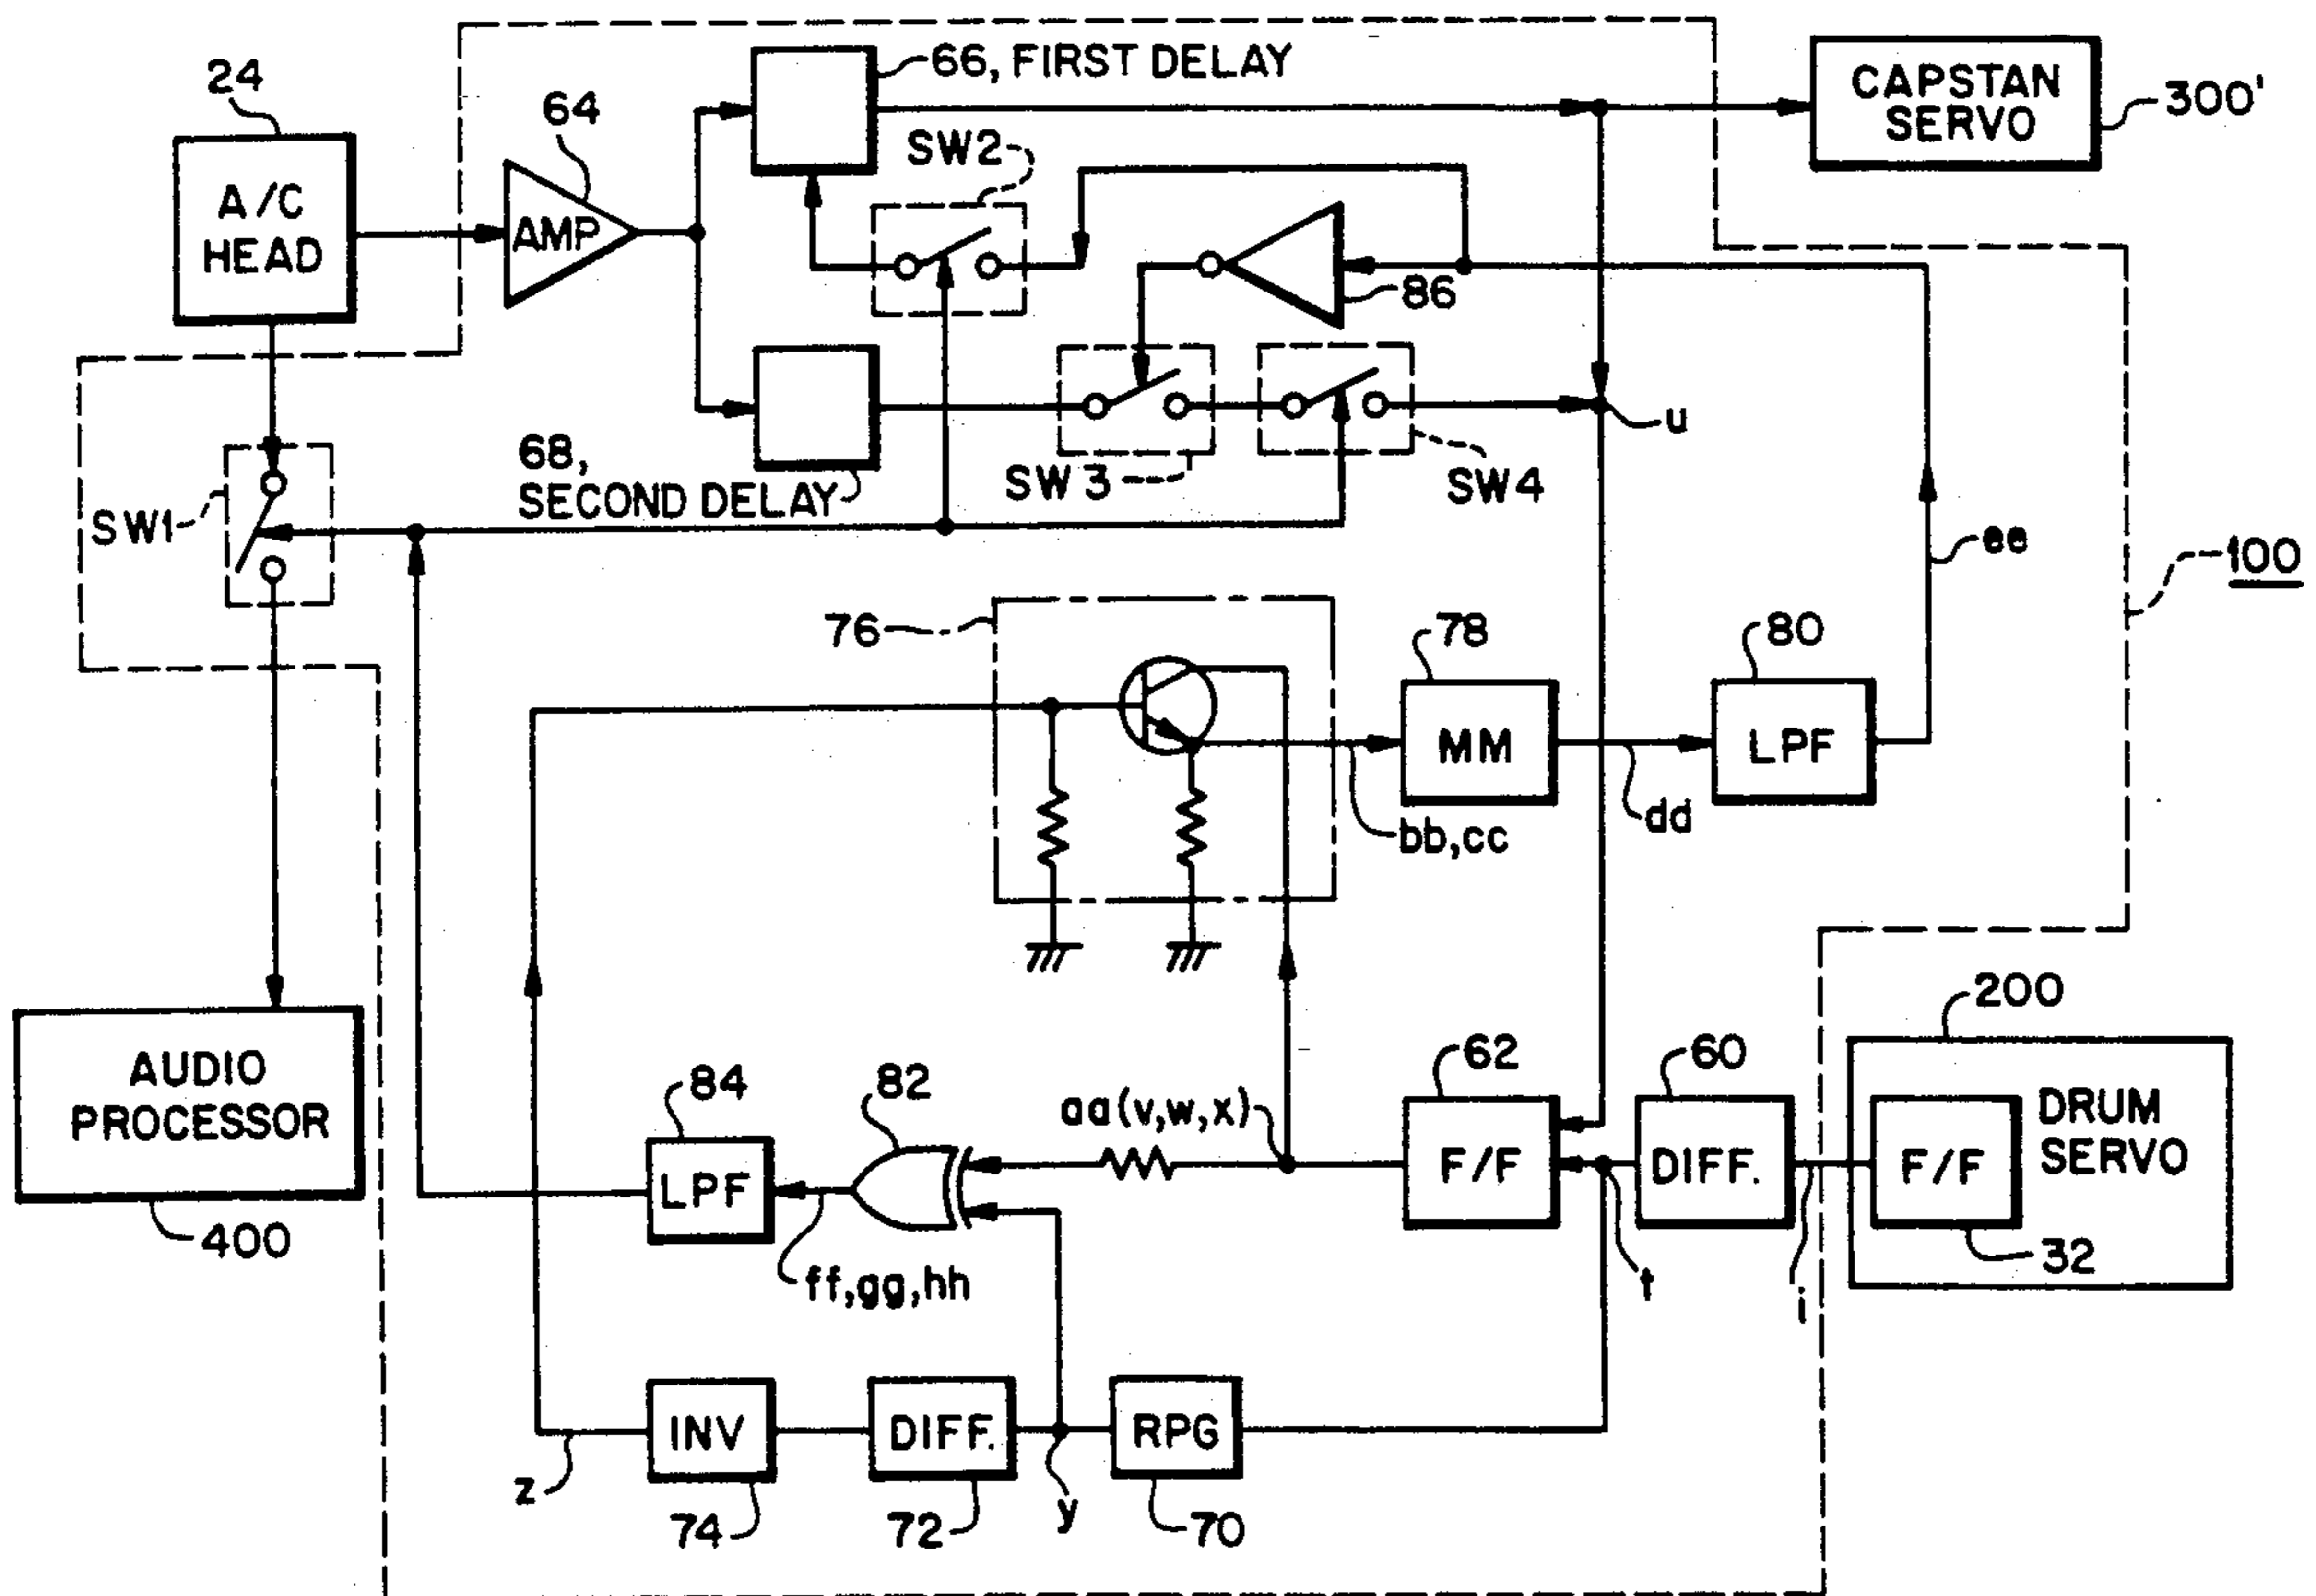 24
A/C
HEAD
64
AMP
66, FIRST DELAY
CAPSTAN
SERVO
300'
SW2
86
68,
SECOND DELAY
SW3
SW4
u
SW1
ee
100
76
78
MM
80
LPF
bb,cc
dd
AUDIO
PROCESSOR
400
84
LPF
82
ff,gg,hh
aa(v,w,x)
62
F/F
60
DIFF.
200
DRUM
SERVO
F/F
32
t
i
z
INV
74
DIFF.
72
y
RPG
70